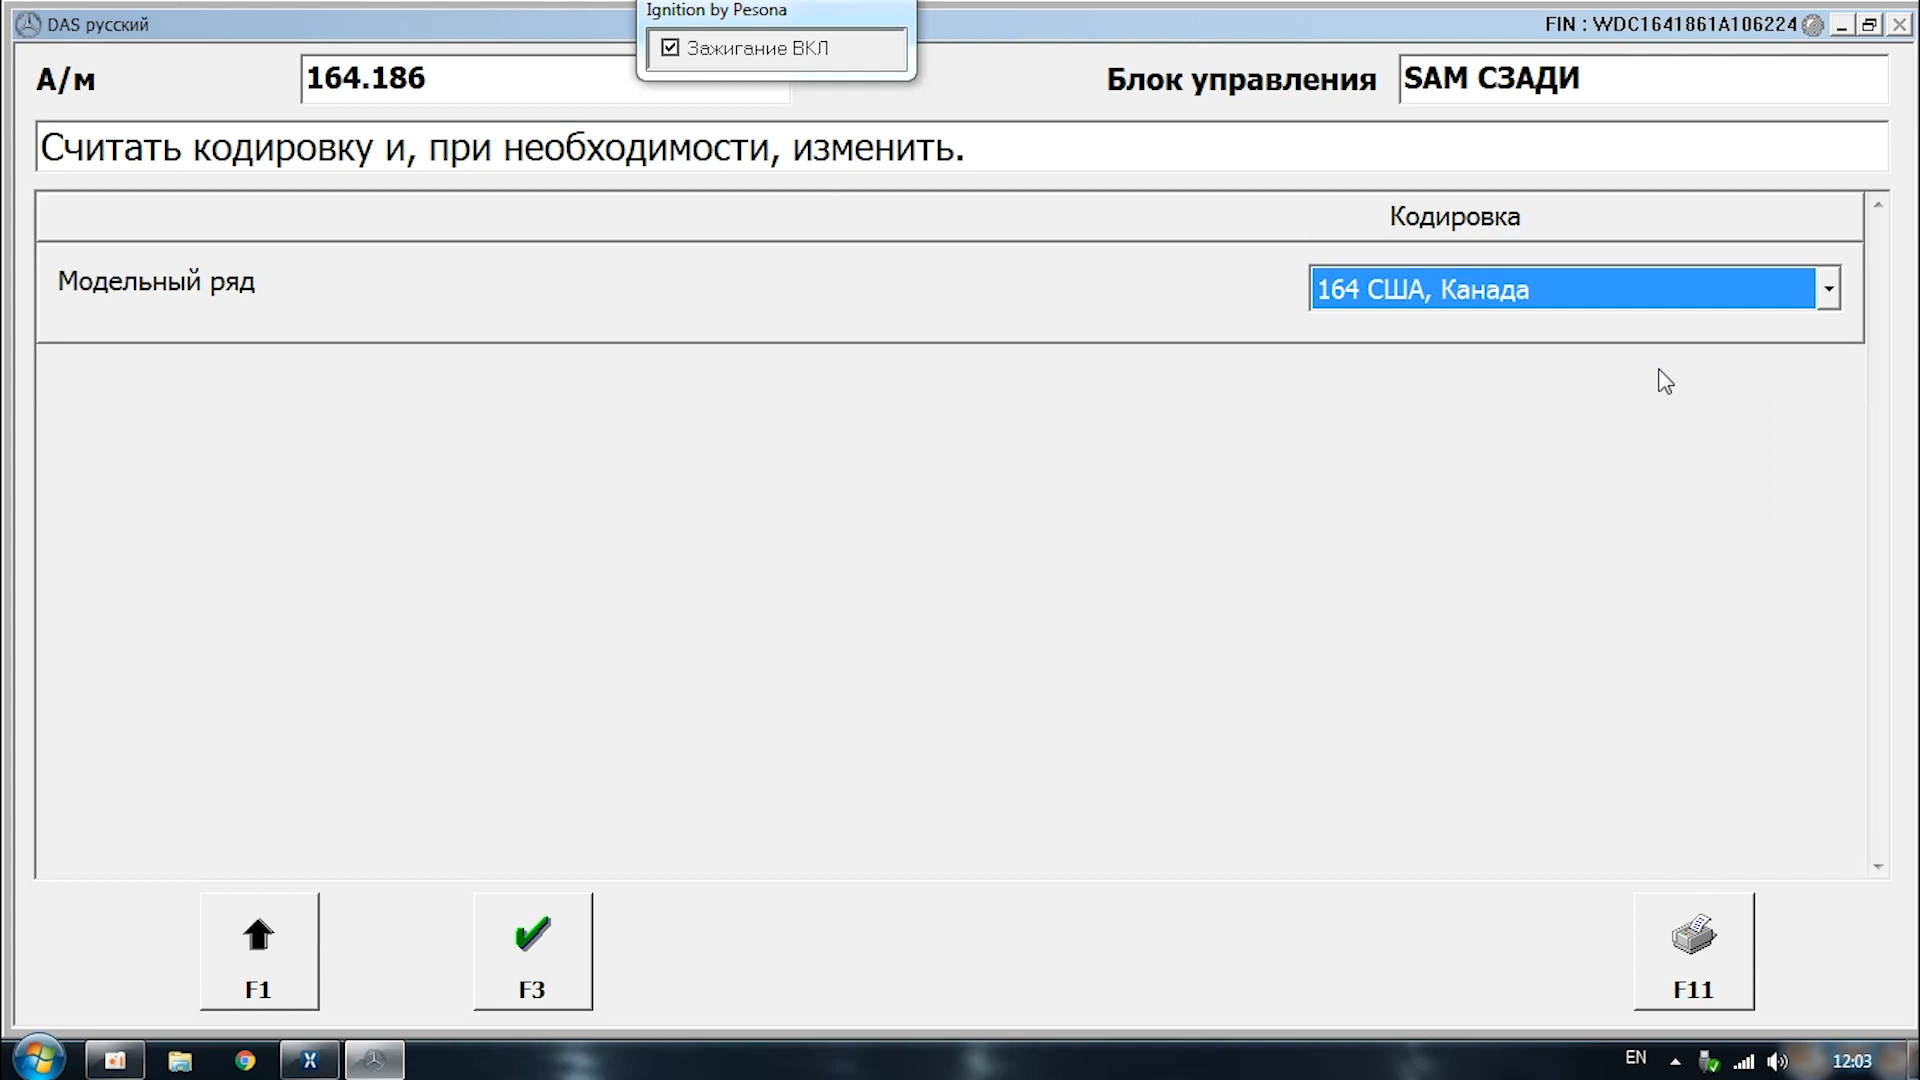 Ignition by Pesona
DAS русский
FIN : WDC1641861A106224
Зажигание ВКЛ
А/м
164.186
Блок управления
SAM СЗАДИ
Считать кодировку и, при необходимости, изменить.
Кодировка
Модельный ряд
164 США, Канада
F1
F3
F11
EN
12:03